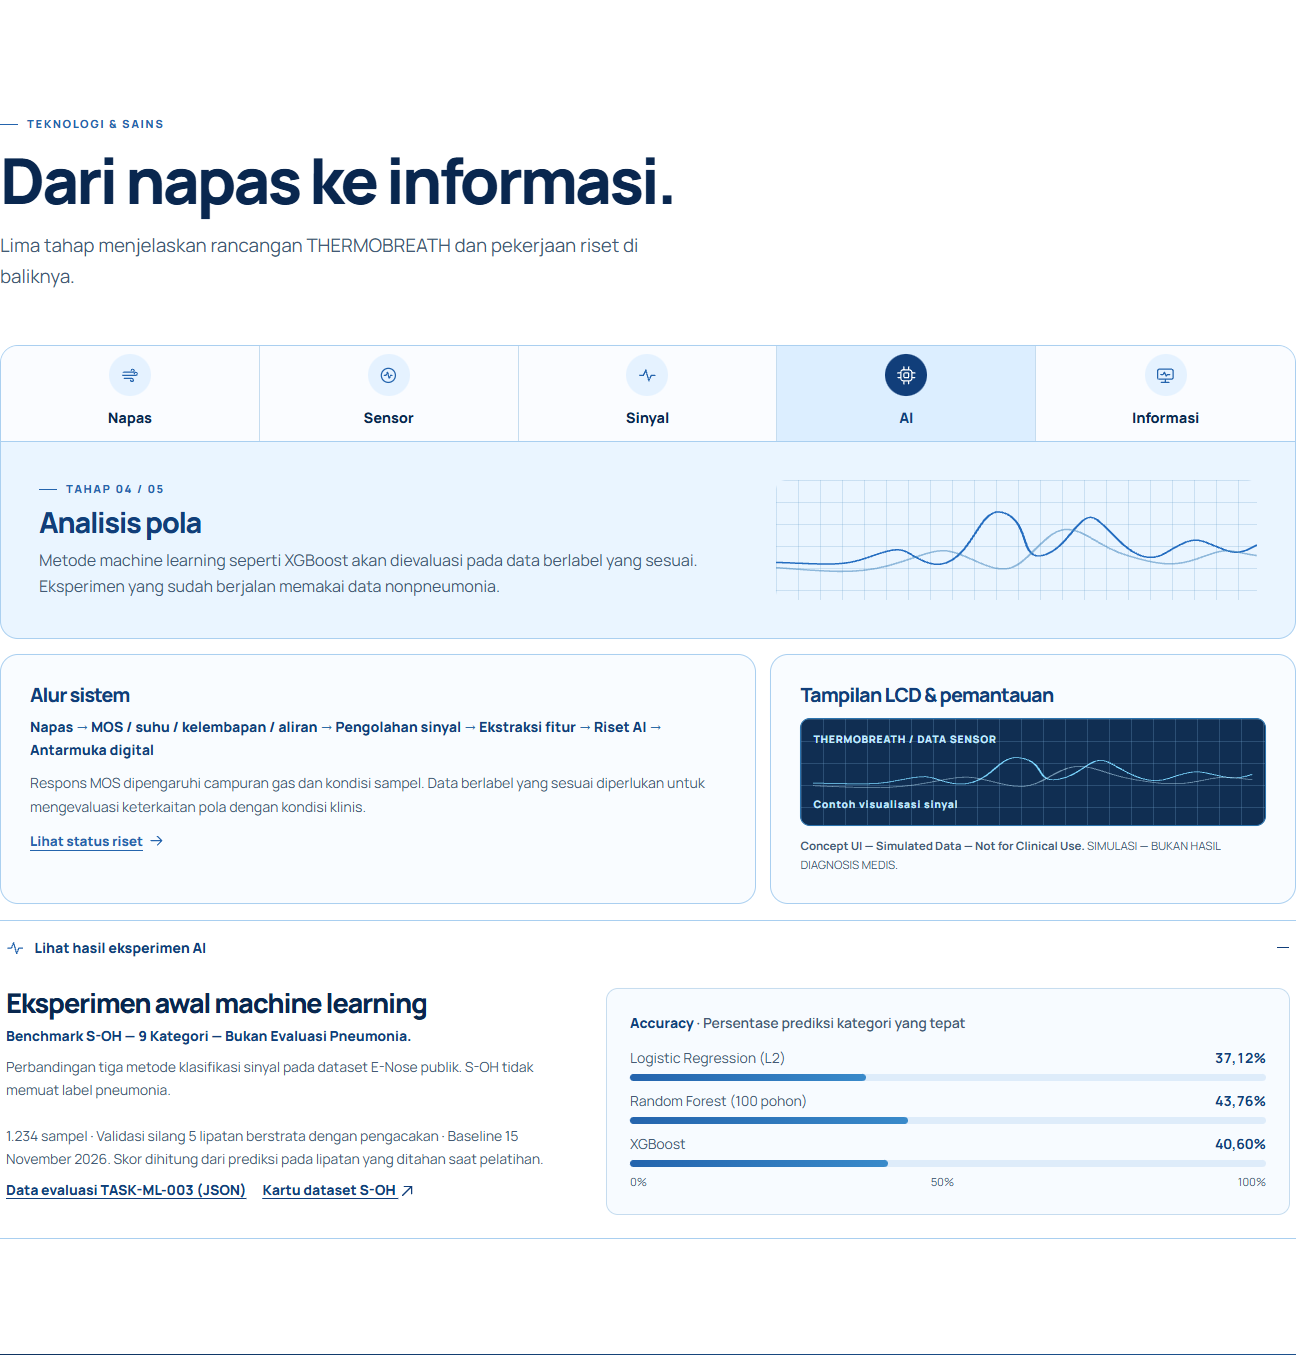 TEKNOLOGI & SAINS
Dari napas ke informasi.
Lima tahap menjelaskan rancangan THERMOBREATH dan pekerjaan riset di
baliknya.
Napas
Sensor
Sinyal
AI
Informasi
TAHAP 04 / 05
Analisis pola
Metode machine learning seperti XGBoost akan dievaluasi pada data berlabel yang sesuai.
Eksperimen yang sudah berjalan memakai data nonpneumonia.
Alur sistem
Napas → MOS / suhu / kelembapan / aliran → Pengolahan sinyal → Ekstraksi fitur → Riset AI →
Antarmuka digital
Respons MOS dipengaruhi campuran gas dan kondisi sampel. Data berlabel yang sesuai diperlukan untuk
mengevaluasi keterkaitan pola dengan kondisi klinis.
Lihat status riset →
Tampilan LCD & pemantauan
THERMOBREATH / DATA SENSOR
Contoh visualisasi sinyal
Concept UI — Simulated Data — Not for Clinical Use. SIMULASI — BUKAN HASIL
DIAGNOSIS MEDIS.
Lihat hasil eksperimen AI
Eksperimen awal machine learning
Benchmark S-OH — 9 Kategori — Bukan Evaluasi Pneumonia.
Perbandingan tiga metode klasifikasi sinyal pada dataset E-Nose publik. S-OH tidak
memuat label pneumonia.
1.234 sampel · Validasi silang 5 lipatan berstrata dengan pengacakan · Baseline 15
November 2026. Skor dihitung dari prediksi pada lipatan yang ditahan saat pelatihan.
Data evaluasi TASK-ML-003 (JSON) Kartu dataset S-OH ↗
Accuracy · Persentase prediksi kategori yang tepat
Logistic Regression (L2) 37,12%
Random Forest (100 pohon) 43,76%
XGBoost 40,60%
0% 50% 100%